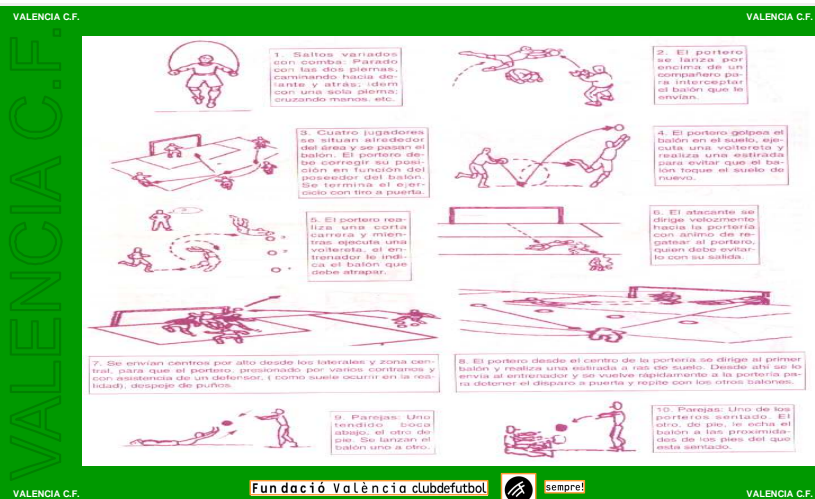 VALENCIA C.F.
VALENCIA C.F.
VALENCIA C.F.
1. Saltos variados
con comba: Parado
con las dos piernas,
caminando hacia de-
lante y atrás; idem
con una sola pierna;
cruzando manos, etc.
2. El portero
se lanza por
encima de un
compañero pa-
ra interceptar
el balón que le
envían.
3. Cuatro jugadores
se situan alrededor
del área y se pasan el
balón. El portero de-
be corregir su posi-
ción en función del
poseedor del balón.
Se termina el ejer-
cicio con tiro a puerta.
4. El portero golpea el
balón en el suelo, eje-
cuta una voltereta y
realiza una estirada
para evitar que el ba-
lón toque el suelo de
nuevo.
5. El portero rea-
liza una corta
carrera y mien-
tras ejecuta una
voltereta, el en-
trenador le indi-
ca el balón que
debe atrapar.
6. El atacante se
dirige velozmente
hacia la portería
con ánimo de re-
gatear al portero,
quien debe evitar-
lo con su salida.
7. Se envían centros por alto desde los laterales y zona cen-
tral, para que el portero, presionado por varios contrarios y
con asistencia de un defensor, ( como suele ocurrir en la rea-
lidad), despeje de puños.
8. El portero desde el centro de la portería se dirige al primer
balón y realiza una estirada a ras de suelo. Desde ahí se lo
envía al entrenador y se vuelve rápidamente a la portería pa-
ra detener el disparo a puerta y repite con los otros balones.
9. Parejas: Uno
tendido boca
abajo, el otro de
pie. Se lanzan el
balón uno a otro.
10. Parejas: Uno de los
porteros sentado. El
otro, de pie, le echa el
balón a las proximida-
des de los pies del que
esta sentado.
VALENCIA C.F.
Fundació València clubdefutbol
sempre!
VALENCIA C.F.